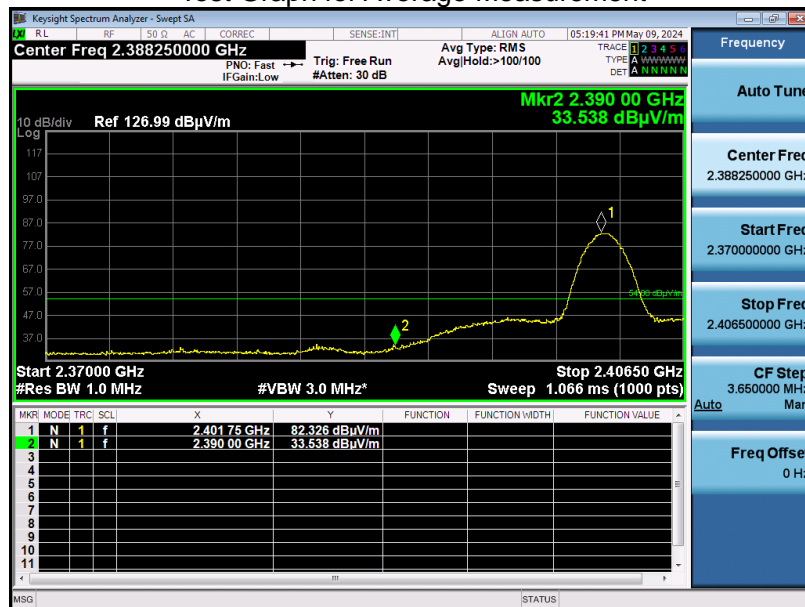 Keysight Spectrum Analyzer - Swept SA
LXI RL RF 50 Ω AC CORREC SENSE:INT ALIGN AUTO 05:19:41 PM May 09, 2024
Center Freq 2.388250000 GHz
PNO: Fast
IFGain:Low
Trig: Free Run
#Atten: 30 dB
Avg Type: RMS
Avg|Hold:>100/100
TRACE 1 2 3 4 5 6
TYPE A WWWWW
DET A N N N N N
Mkr2 2.390 00 GHz
33.538 dBµV/m
10 dB/div Ref 126.99 dBµV/m
Log
117
107
97.0
87.0
77.0
67.0
57.0
47.0
37.0
1
2
54.00 dBµV/m
Start 2.37000 GHz Stop 2.40650 GHz
#Res BW 1.0 MHz #VBW 3.0 MHz* Sweep 1.066 ms (1000 pts)
MKR MODE TRC SCL X Y FUNCTION FUNCTION WIDTH FUNCTION VALUE
1 N 1 f 2.401 75 GHz 82.326 dBµV/m
2 N 1 f 2.390 00 GHz 33.538 dBµV/m
3
4
5
6
7
8
9
10
11
MSG STATUS
Frequency
Auto Tune
Center Freq
2.388250000 GHz
Start Freq
2.370000000 GHz
Stop Freq
2.406500000 GHz
CF Step
3.650000 MHz
Auto Man
Freq Offset
0 Hz